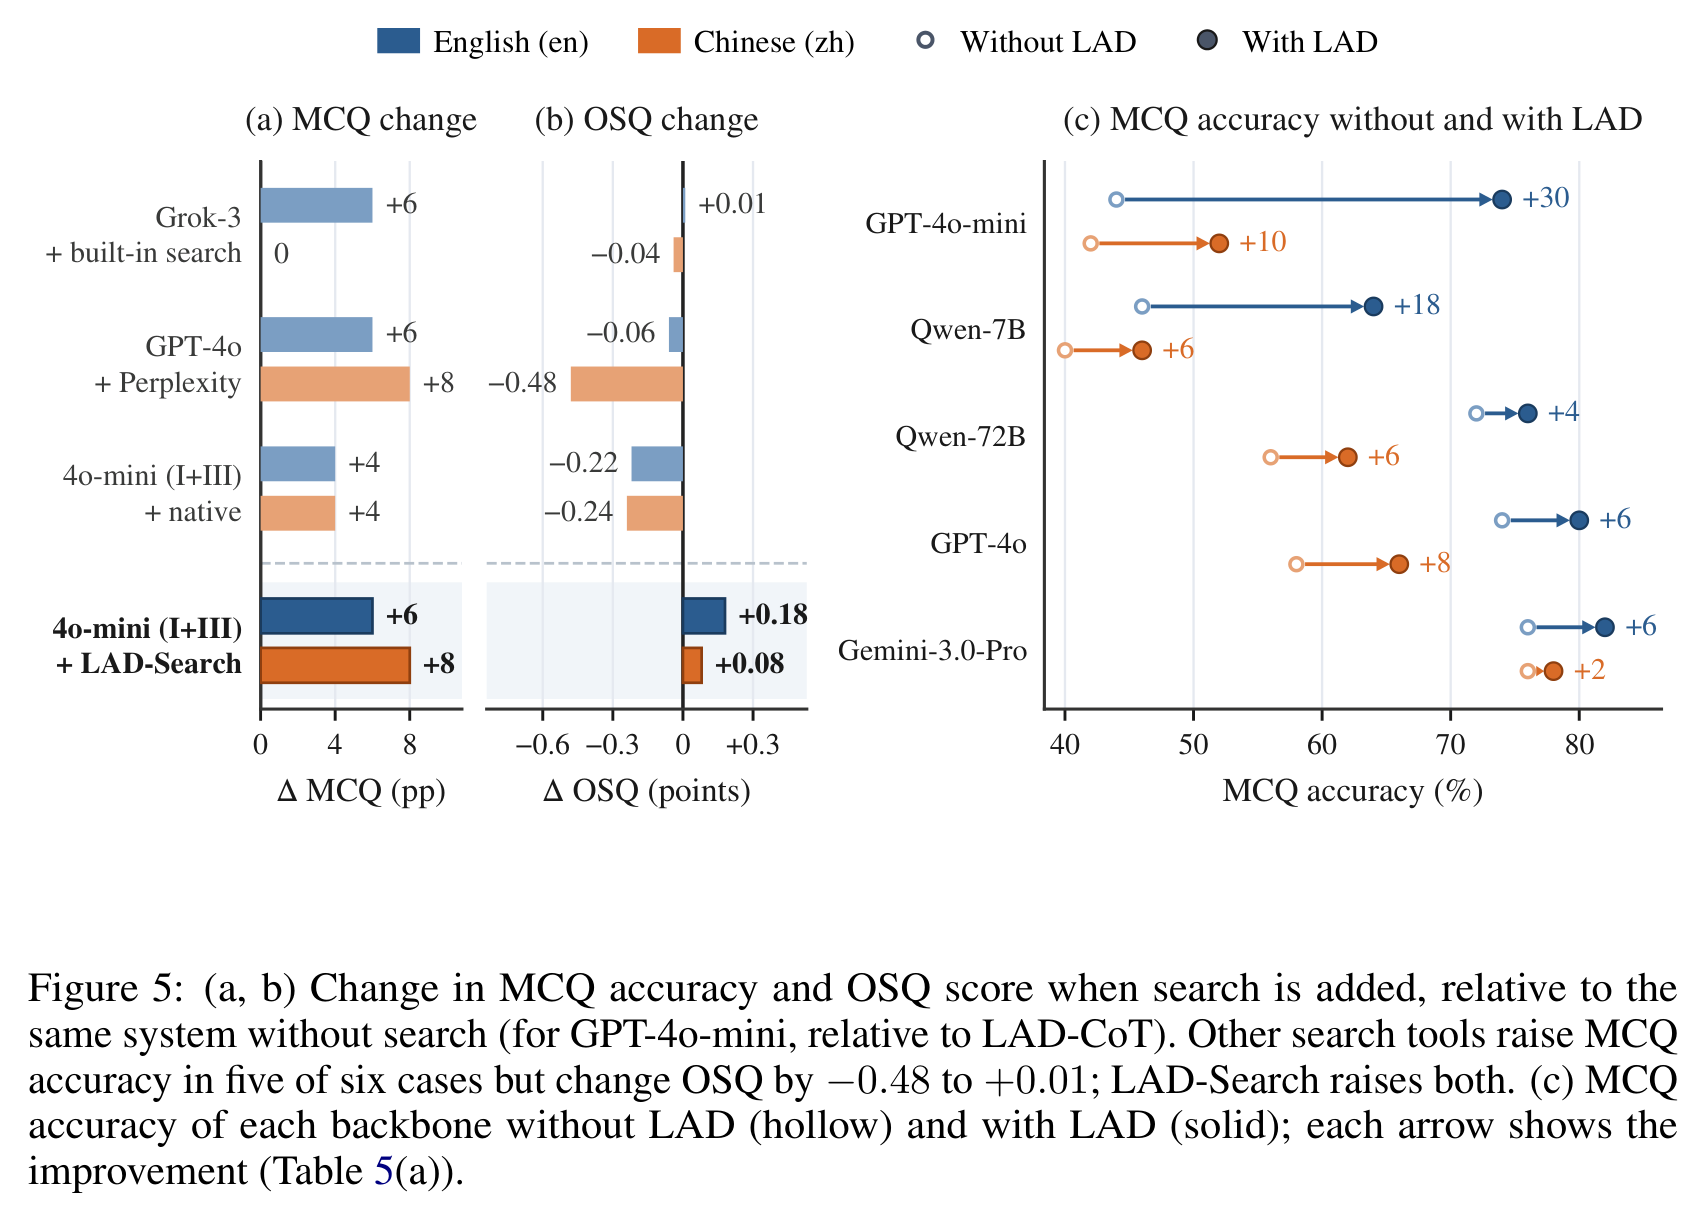 English (en) Chinese (zh) Without LAD With LAD
(a) MCQ change
Grok-3
+ built-in search
+6
0
GPT-4o
+ Perplexity
+6
+8
4o-mini (I+III)
+ native
+4
+4
4o-mini (I+III)
+ LAD-Search
+6
+8
0 4 8
Δ MCQ (pp)
(b) OSQ change
+0.01
−0.04
−0.06
−0.48
−0.22
−0.24
+0.18
+0.08
−0.6 −0.3 0 +0.3
Δ OSQ (points)
(c) MCQ accuracy without and with LAD
GPT-4o-mini
+30
+10
Qwen-7B
+18
+6
Qwen-72B
+4
+6
GPT-4o
+6
+8
Gemini-3.0-Pro
+6
+2
40 50 60 70 80
MCQ accuracy (%)
Figure 5: (a, b) Change in MCQ accuracy and OSQ score when search is added, relative to the
same system without search (for GPT-4o-mini, relative to LAD-CoT). Other search tools raise MCQ
accuracy in five of six cases but change OSQ by −0.48 to +0.01; LAD-Search raises both. (c) MCQ
accuracy of each backbone without LAD (hollow) and with LAD (solid); each arrow shows the
improvement (Table 5(a)).